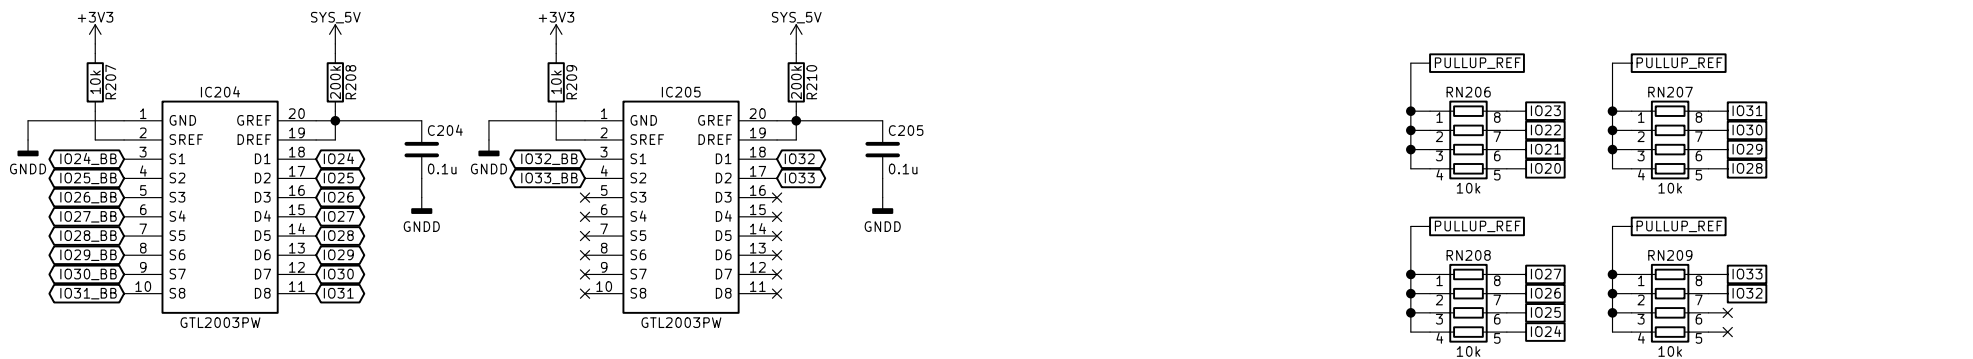 +3V3
10k
R207
SYS_5V
200k
R208
IC204
1 GND GREF 20
2 SREF DREF 19
IO24_BB 3 S1 D1 18 IO24
IO25_BB 4 S2 D2 17 IO25
IO26_BB 5 S3 D3 16 IO26
IO27_BB 6 S4 D4 15 IO27
IO28_BB 7 S5 D5 14 IO28
IO29_BB 8 S6 D6 13 IO29
IO30_BB 9 S7 D7 12 IO30
IO31_BB 10 S8 D8 11 IO31
GTL2003PW
GNDD
C204
0.1u
GNDD
+3V3
10k
R209
SYS_5V
200k
R210
IC205
1 GND GREF 20
2 SREF DREF 19
IO32_BB 3 S1 D1 18 IO32
IO33_BB 4 S2 D2 17 IO33
5 S3 D3 16
6 S4 D4 15
7 S5 D5 14
8 S6 D6 13
9 S7 D7 12
10 S8 D8 11
GTL2003PW
GNDD
C205
0.1u
GNDD
PULLUP_REF
RN206
1 8 IO23
2 7 IO22
3 6 IO21
4 5 IO20
10k
PULLUP_REF
RN207
1 8 IO31
2 7 IO30
3 6 IO29
4 5 IO28
10k
PULLUP_REF
RN208
1 8 IO27
2 7 IO26
3 6 IO25
4 5 IO24
10k
PULLUP_REF
RN209
1 8 IO33
2 7 IO32
3 6
4 5
10k